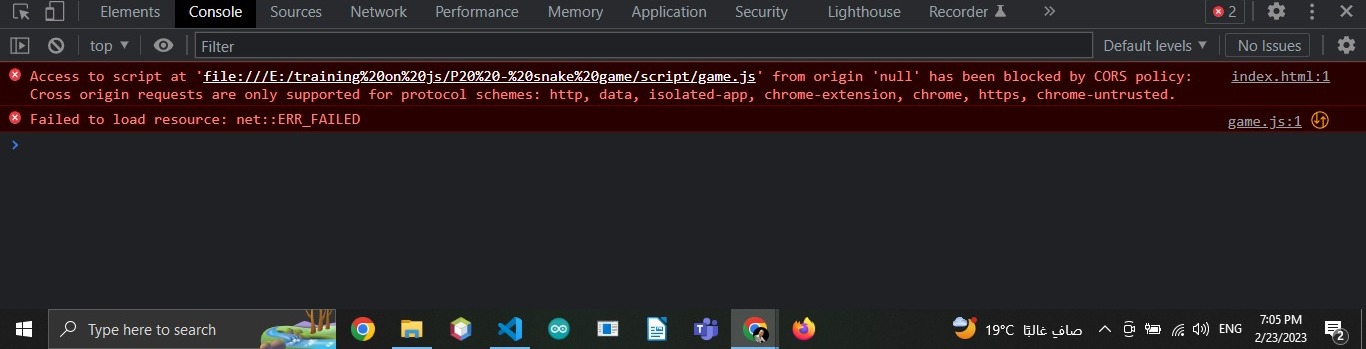 Elements Console Sources Network Performance Memory Application Security Lighthouse Recorder 2
top Filter Default levels No Issues
Access to script at 'file:///E:/training%20on%20js/P20%20-%20snake%20game/script/game.js' from origin 'null' has been blocked by CORS policy: index.html:1
Cross origin requests are only supported for protocol schemes: http, data, isolated-app, chrome-extension, chrome, https, chrome-untrusted.
Failed to load resource: net::ERR_FAILED game.js:1
Type here to search 19°C صافٍ غالبًا ENG 7:05 PM
2/23/2023 2